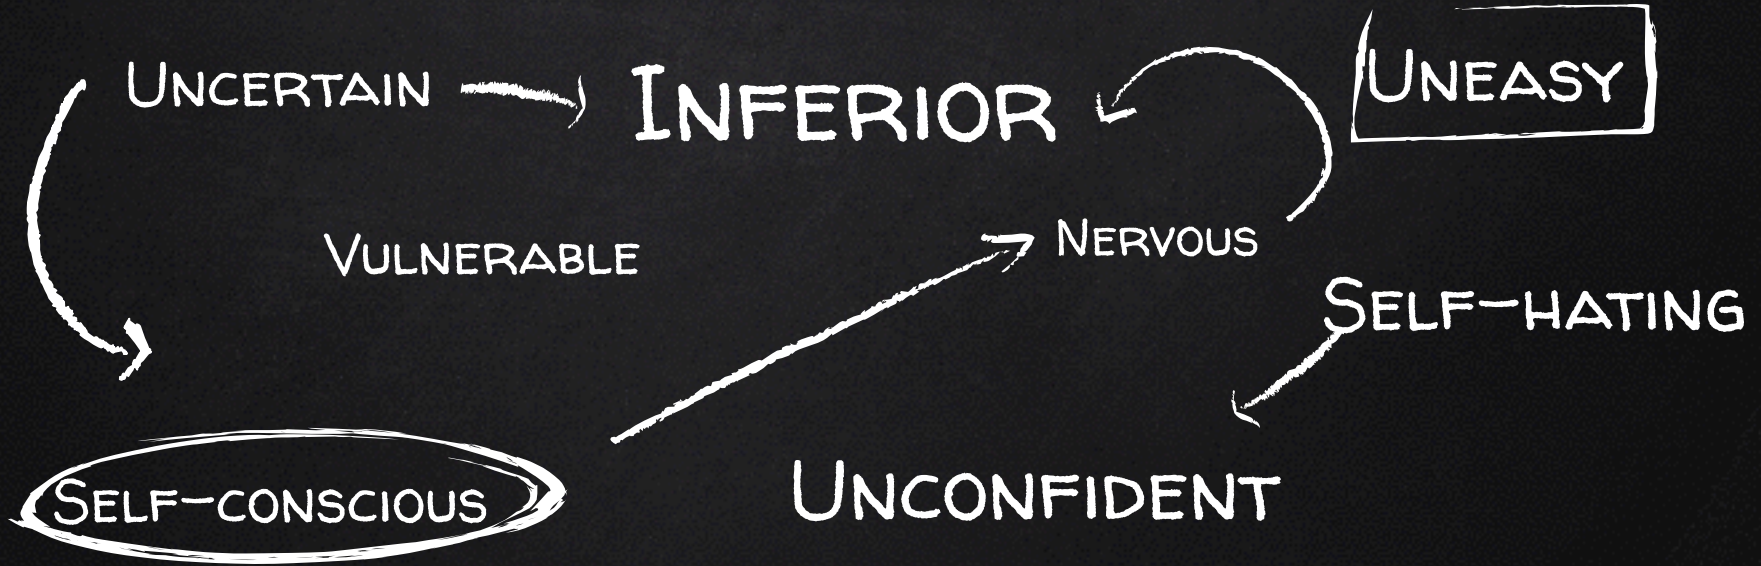 Uncertain
Inferior
Uneasy
Vulnerable
Nervous
Self-hating
Self-conscious
Unconfident